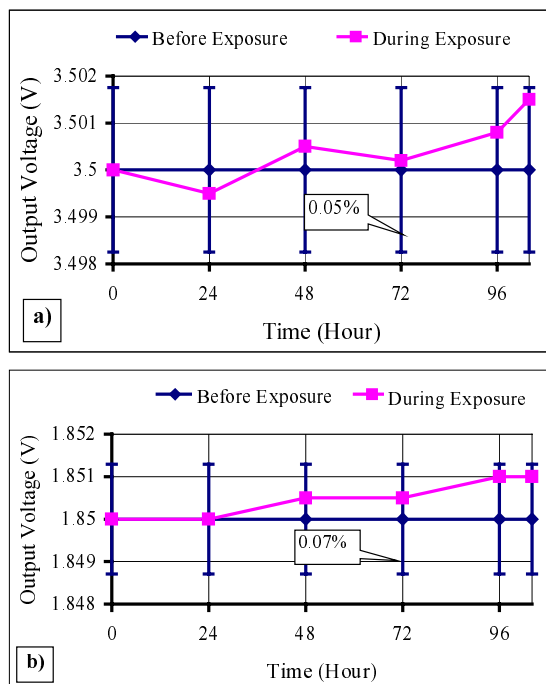 Before Exposure During Exposure
Output Voltage (V)
3.502
3.501
3.5
3.499
3.498
0.05%
0 24 48 72 96
Time (Hour)
a)
Before Exposure During Exposure
Output Voltage (V)
1.852
1.851
1.85
1.849
1.848
0.07%
0 24 48 72 96
Time (Hour)
b)